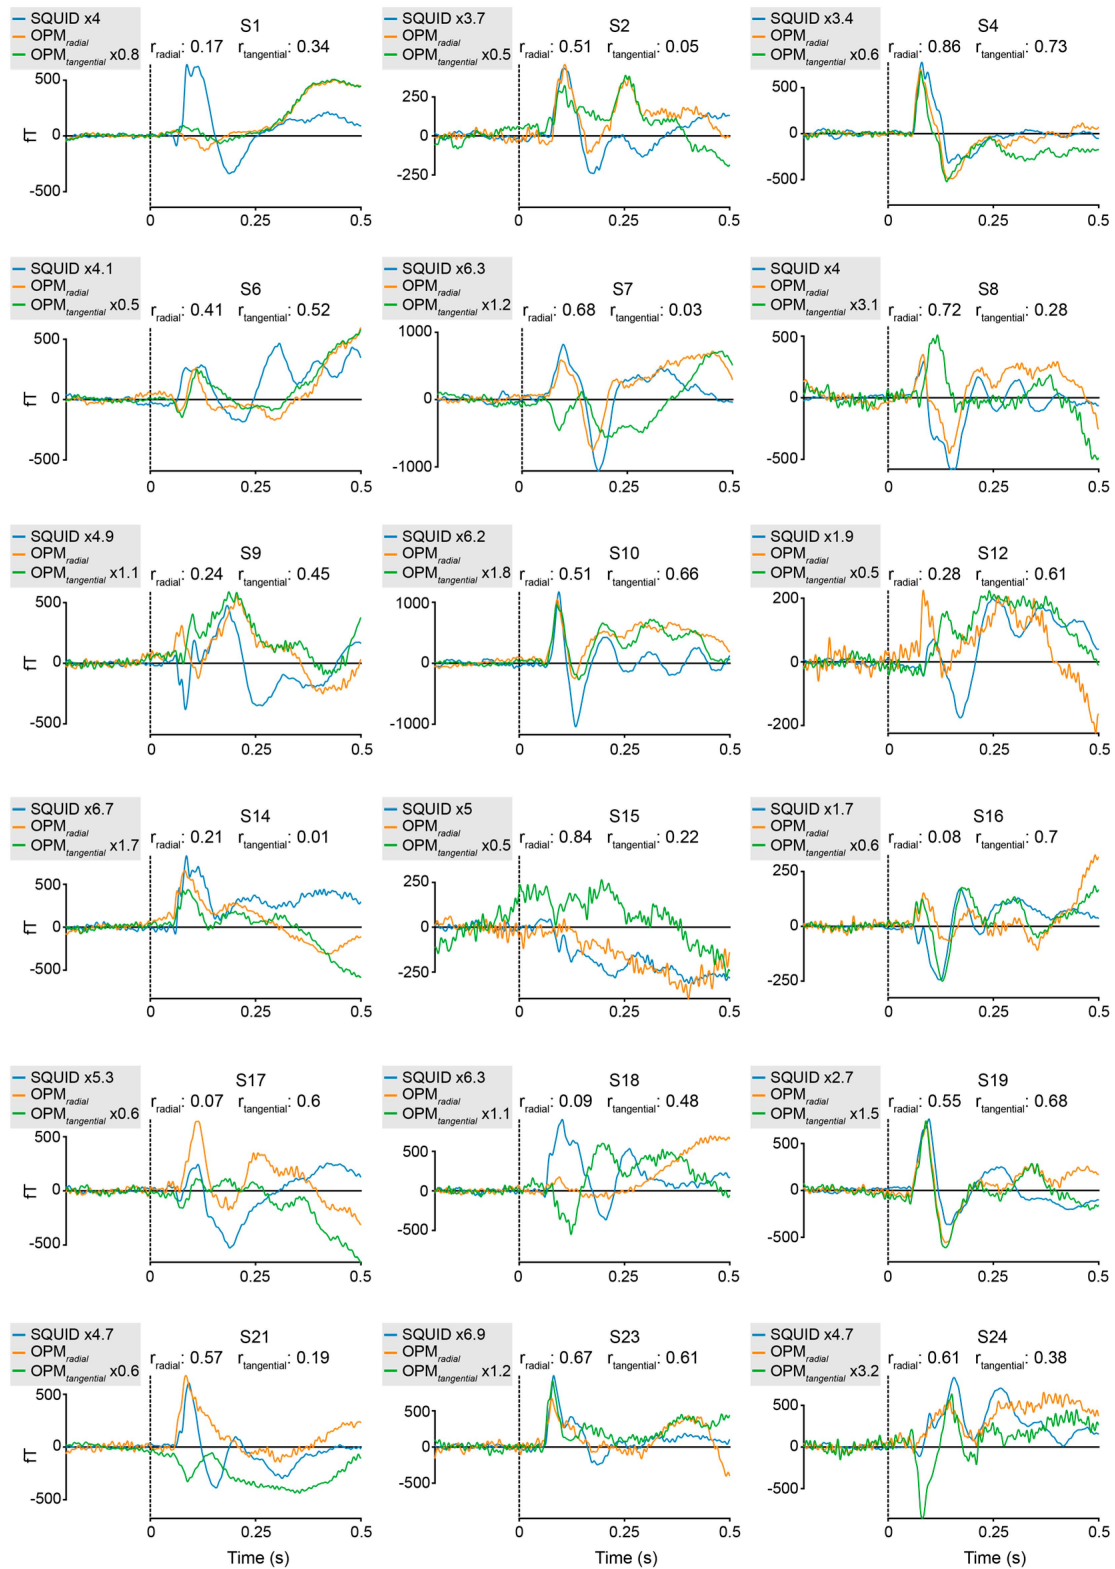 SQUID x4
OPMradial
OPMtangential x0.8
S1
rradial: 0.17 rtangential: 0.34
500
0
-500
fT
0 0.25 0.5
SQUID x3.7
OPMradial
OPMtangential x0.5
S2
rradial: 0.51 rtangential: 0.05
250
0
-250
0 0.25 0.5
SQUID x3.4
OPMradial
OPMtangential x0.6
S4
rradial: 0.86 rtangential: 0.73
500
0
-500
0 0.25 0.5
SQUID x4.1
OPMradial
OPMtangential x0.5
S6
rradial: 0.41 rtangential: 0.52
500
0
-500
fT
0 0.25 0.5
SQUID x6.3
OPMradial
OPMtangential x1.2
S7
rradial: 0.68 rtangential: 0.03
1000
0
-1000
0 0.25 0.5
SQUID x4
OPMradial
OPMtangential x3.1
S8
rradial: 0.72 rtangential: 0.28
500
0
-500
0 0.25 0.5
SQUID x4.9
OPMradial
OPMtangential x1.1
S9
rradial: 0.24 rtangential: 0.45
500
0
-500
fT
0 0.25 0.5
SQUID x6.2
OPMradial
OPMtangential x1.8
S10
rradial: 0.51 rtangential: 0.66
1000
0
-1000
0 0.25 0.5
SQUID x1.9
OPMradial
OPMtangential x0.5
S12
rradial: 0.28 rtangential: 0.61
200
0
-200
0 0.25 0.5
SQUID x6.7
OPMradial
OPMtangential x1.7
S14
rradial: 0.21 rtangential: 0.01
500
0
-500
fT
0 0.25 0.5
SQUID x5
OPMradial
OPMtangential x0.5
S15
rradial: 0.84 rtangential: 0.22
250
0
-250
0 0.25 0.5
SQUID x1.7
OPMradial
OPMtangential x0.6
S16
rradial: 0.08 rtangential: 0.7
250
0
-250
0 0.25 0.5
SQUID x5.3
OPMradial
OPMtangential x0.6
S17
rradial: 0.07 rtangential: 0.6
500
0
-500
fT
0 0.25 0.5
SQUID x6.3
OPMradial
OPMtangential x1.1
S18
rradial: 0.09 rtangential: 0.48
500
0
-500
0 0.25 0.5
SQUID x2.7
OPMradial
OPMtangential x1.5
S19
rradial: 0.55 rtangential: 0.68
500
0
-500
0 0.25 0.5
SQUID x4.7
OPMradial
OPMtangential x0.6
S21
rradial: 0.57 rtangential: 0.19
500
0
-500
fT
0 0.25 0.5
Time (s)
SQUID x6.9
OPMradial
OPMtangential x1.2
S23
rradial: 0.67 rtangential: 0.61
500
0
-500
0 0.25 0.5
Time (s)
SQUID x4.7
OPMradial
OPMtangential x3.2
S24
rradial: 0.61 rtangential: 0.38
500
0
-500
0 0.25 0.5
Time (s)